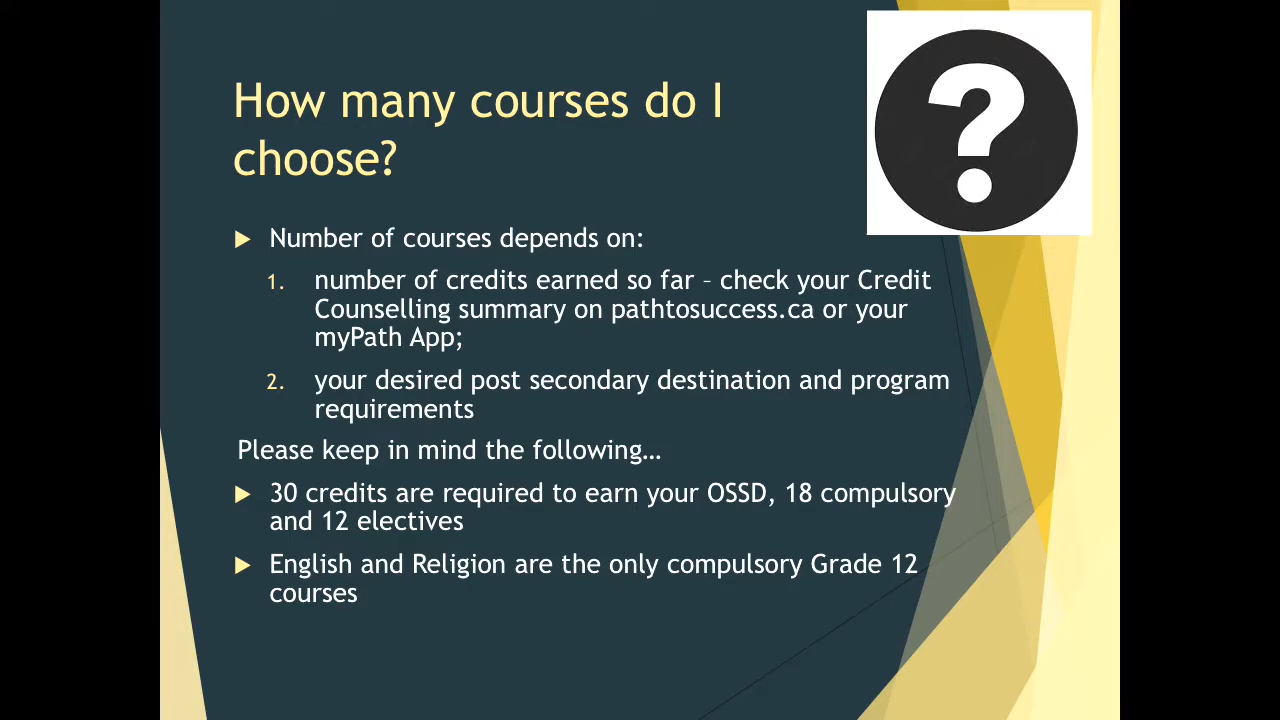 How many courses do I
choose?
Number of courses depends on:
1. number of credits earned so far – check your Credit
Counselling summary on pathtosuccess.ca or your
myPath App;
2. your desired post secondary destination and program
requirements
Please keep in mind the following…
30 credits are required to earn your OSSD, 18 compulsory
and 12 electives
English and Religion are the only compulsory Grade 12
courses